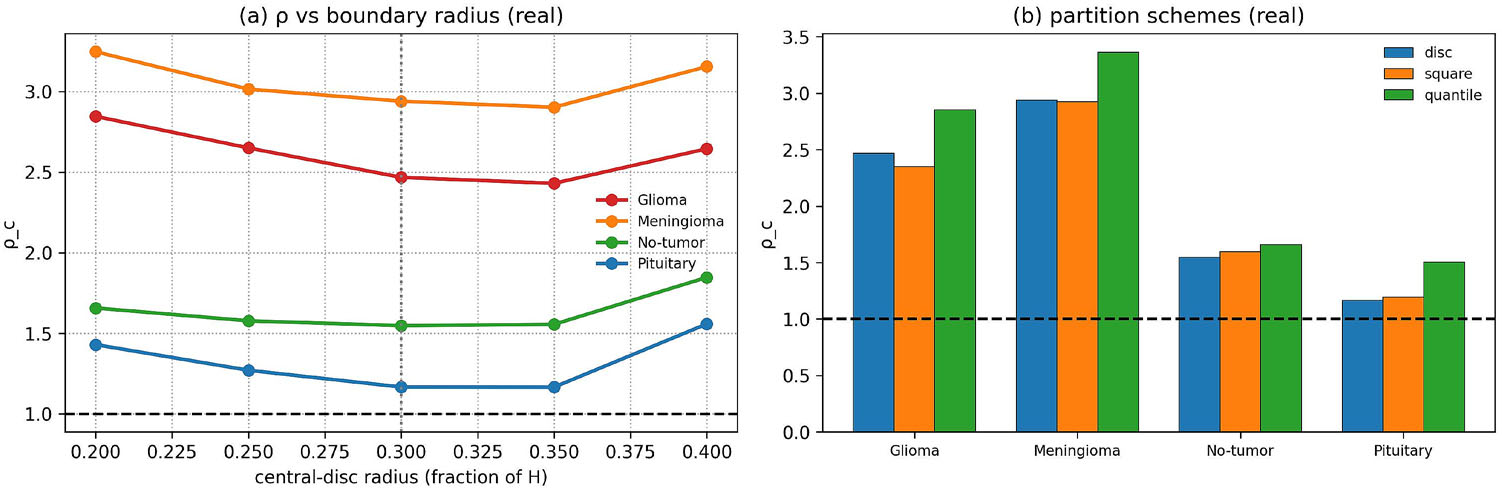 (a) ρ vs boundary radius (real)
ρ_c
3.0
2.5
2.0
1.5
1.0
Glioma
Meningioma
No-tumor
Pituitary
0.200 0.225 0.250 0.275 0.300 0.325 0.350 0.375 0.400
central-disc radius (fraction of H)
(b) partition schemes (real)
ρ_c
3.5
3.0
2.5
2.0
1.5
1.0
0.5
0.0
disc
square
quantile
Glioma Meningioma No-tumor Pituitary